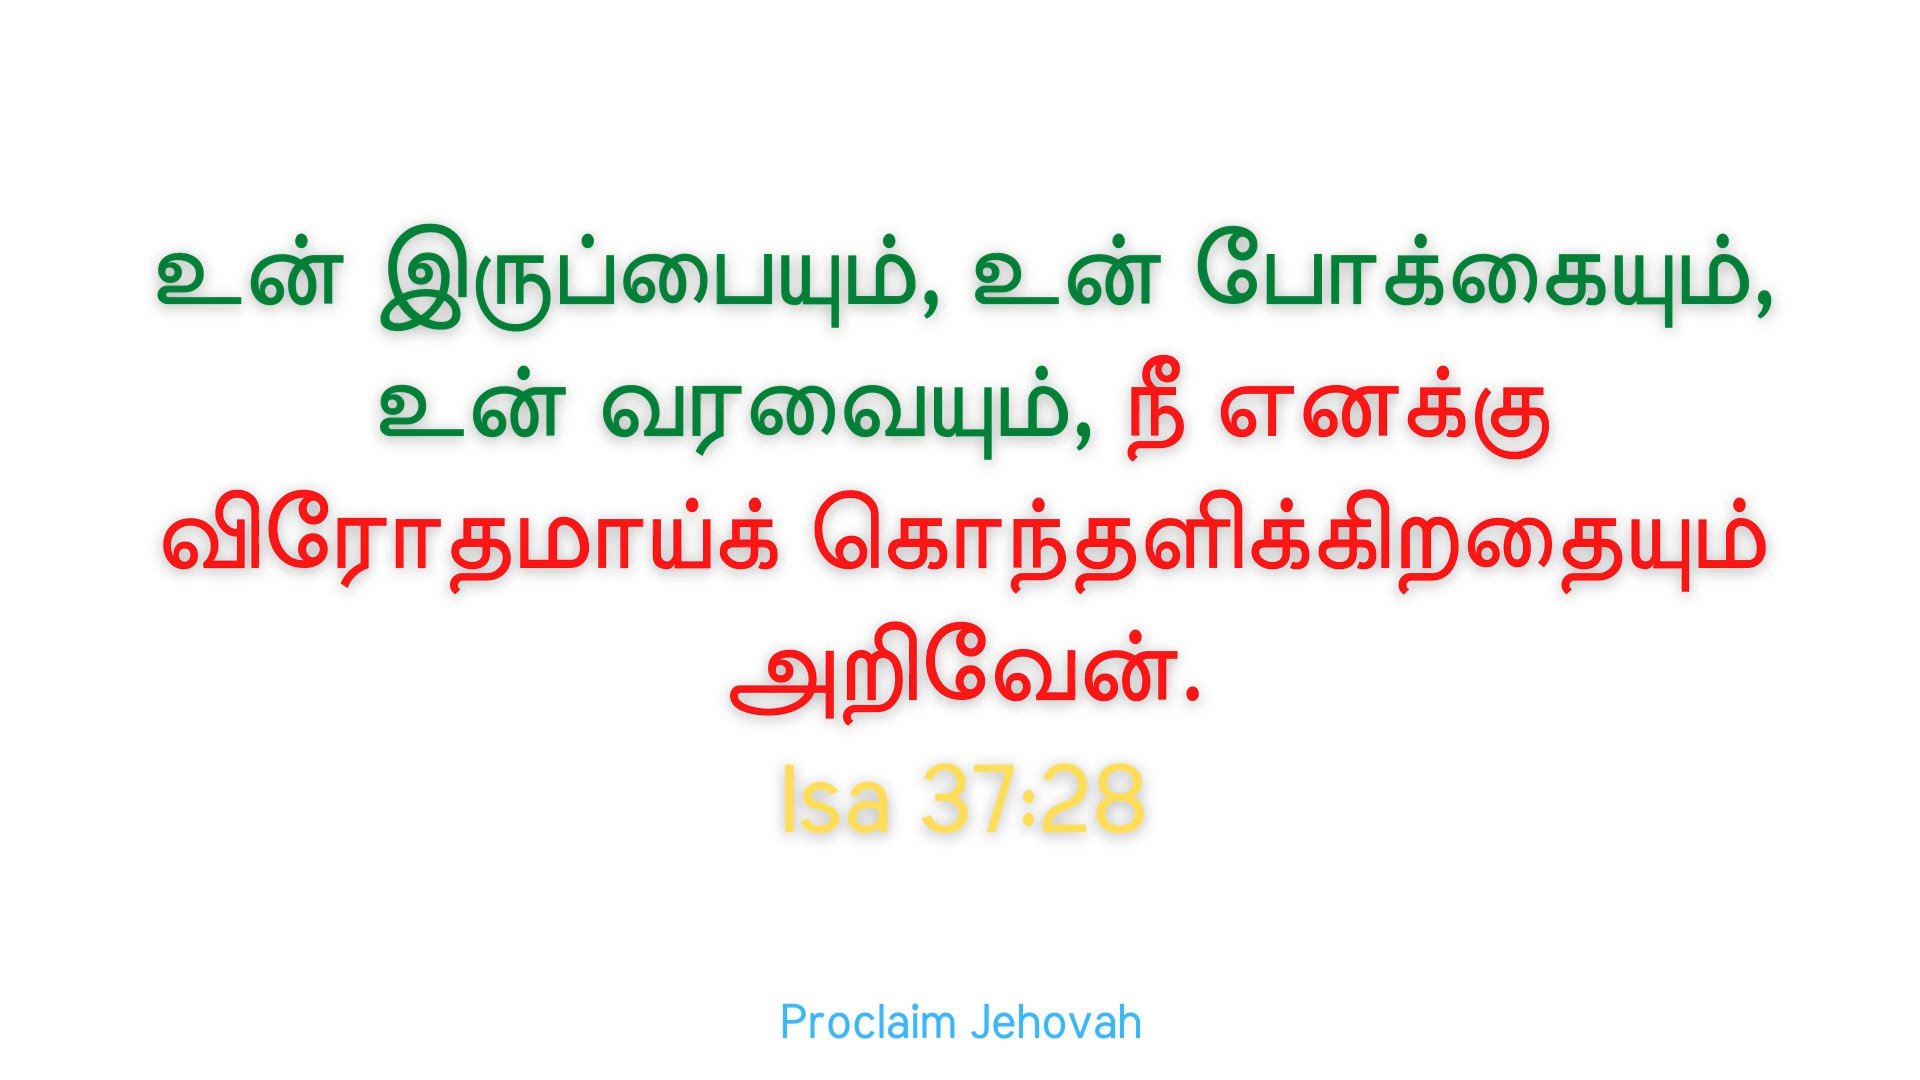 உன் இருப்பையும், உன் போக்கையும்,
உன் வரவையும், நீ எனக்கு
விரோதமாய்க் கொந்தளிக்கிறதையும்
அறிவேன்.
Isa 37:28
Proclaim Jehovah